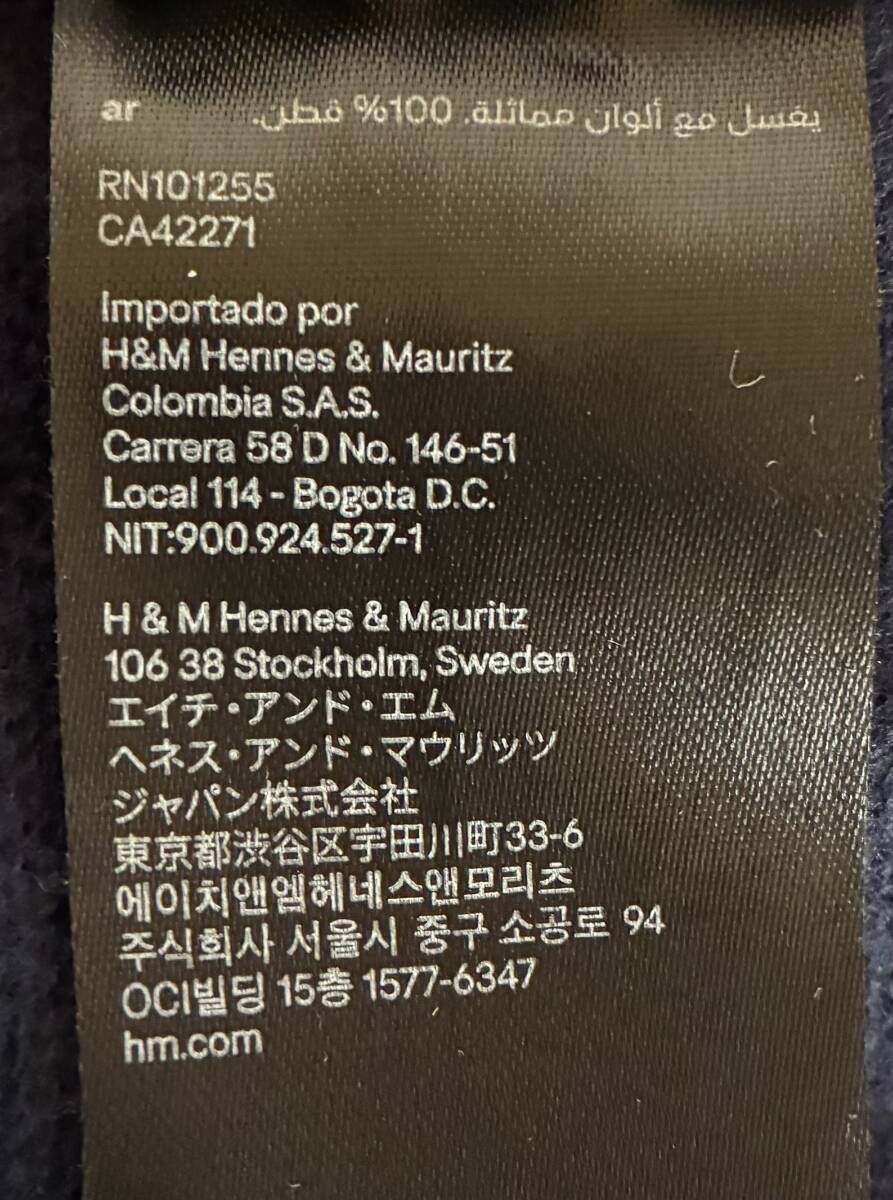 ar يغسل مع ألوان مماثلة. 100% قطن.
RN101255
CA42271
Importado por
H&M Hennes & Mauritz
Colombia S.A.S.
Carrera 58 D No. 146-51
Local 114 - Bogota D.C.
NIT:900.924.527-1
H & M Hennes & Mauritz
106 38 Stockholm, Sweden
エイチ・アンド・エム
ヘネス・アンド・マウリッツ
ジャパン株式会社
東京都渋谷区宇田川町33-6
에이치앤엠헤네스앤모리츠
주식회사 서울시 중구 소공로 94
OCI빌딩 15층 1577-6347
hm.com